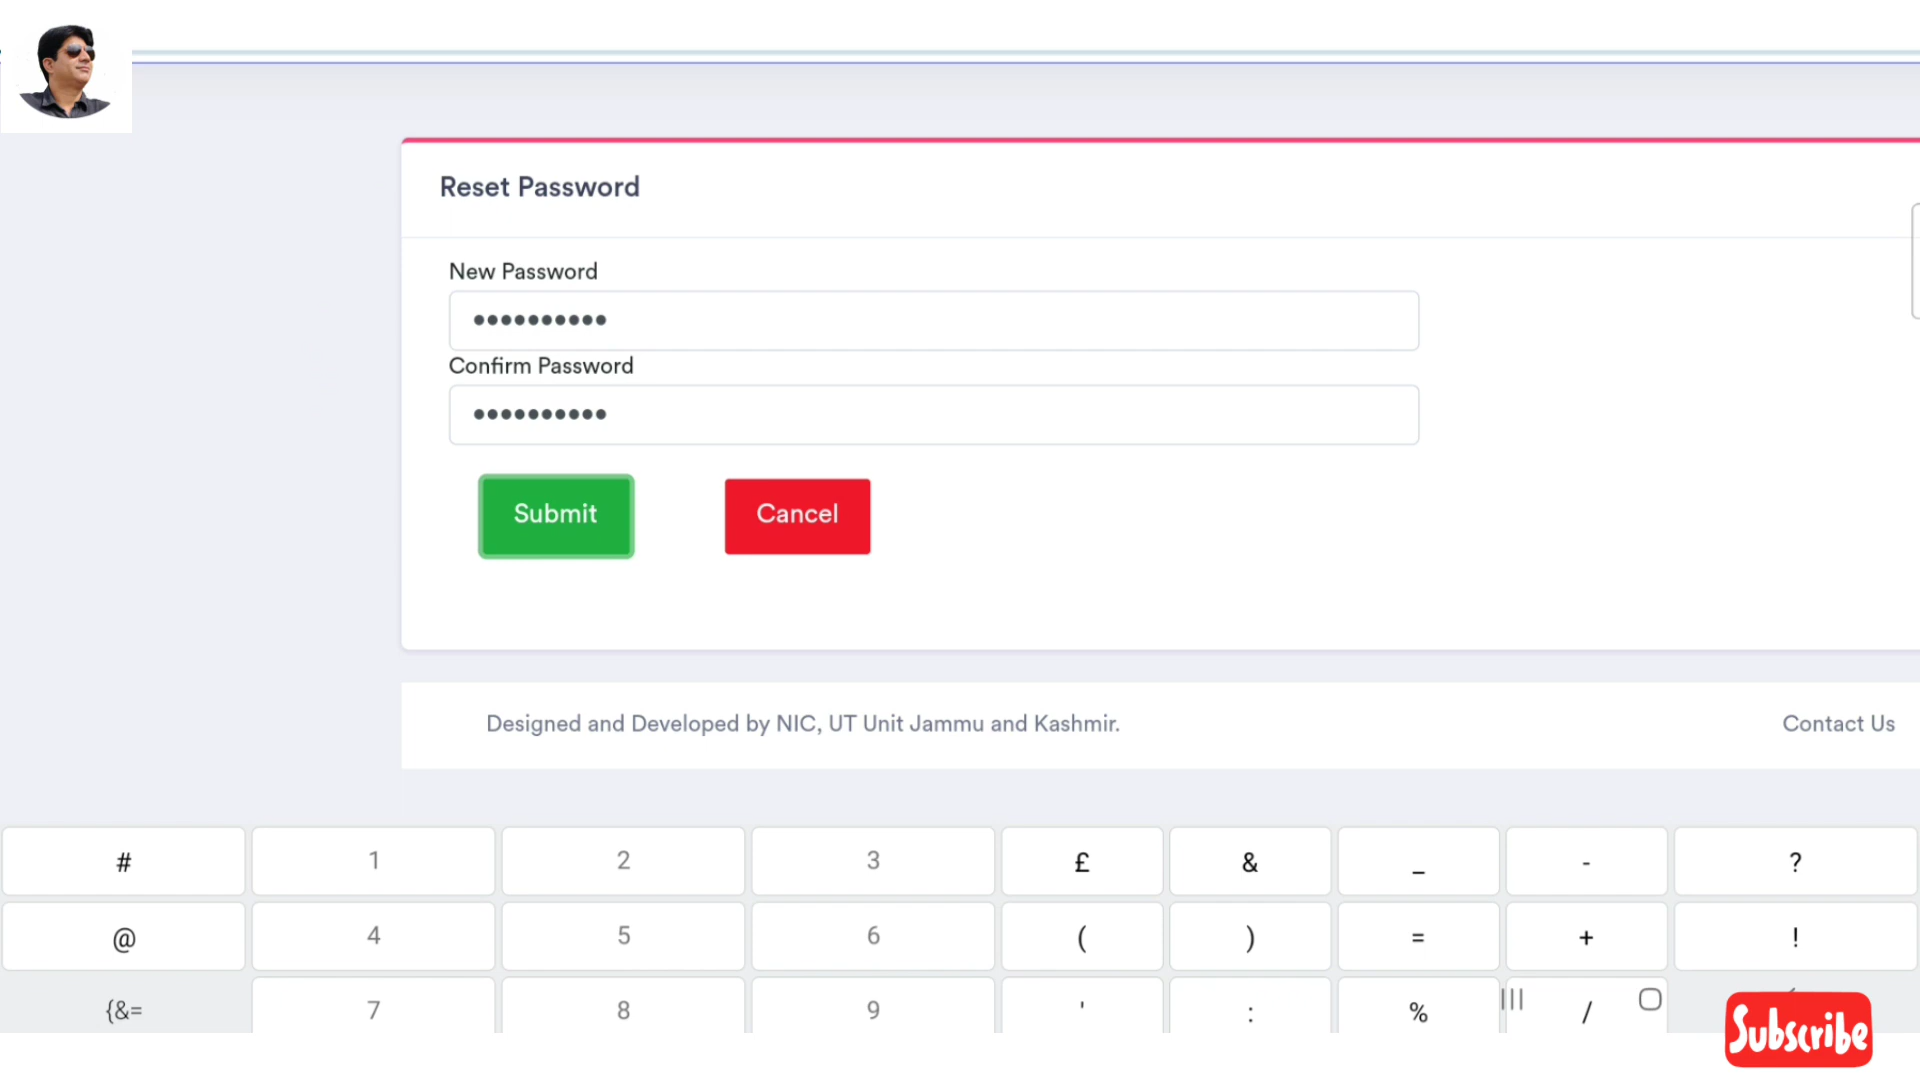 Reset Password
New Password
••••••••••
Confirm Password
••••••••••
Submit Cancel
Designed and Developed by NIC, UT Unit Jammu and Kashmir. Contact Us
# 1 2 3 £ & _ - ?
@ 4 5 6 ( ) = + !
{&= 7 8 9 ' : % /
Subscribe